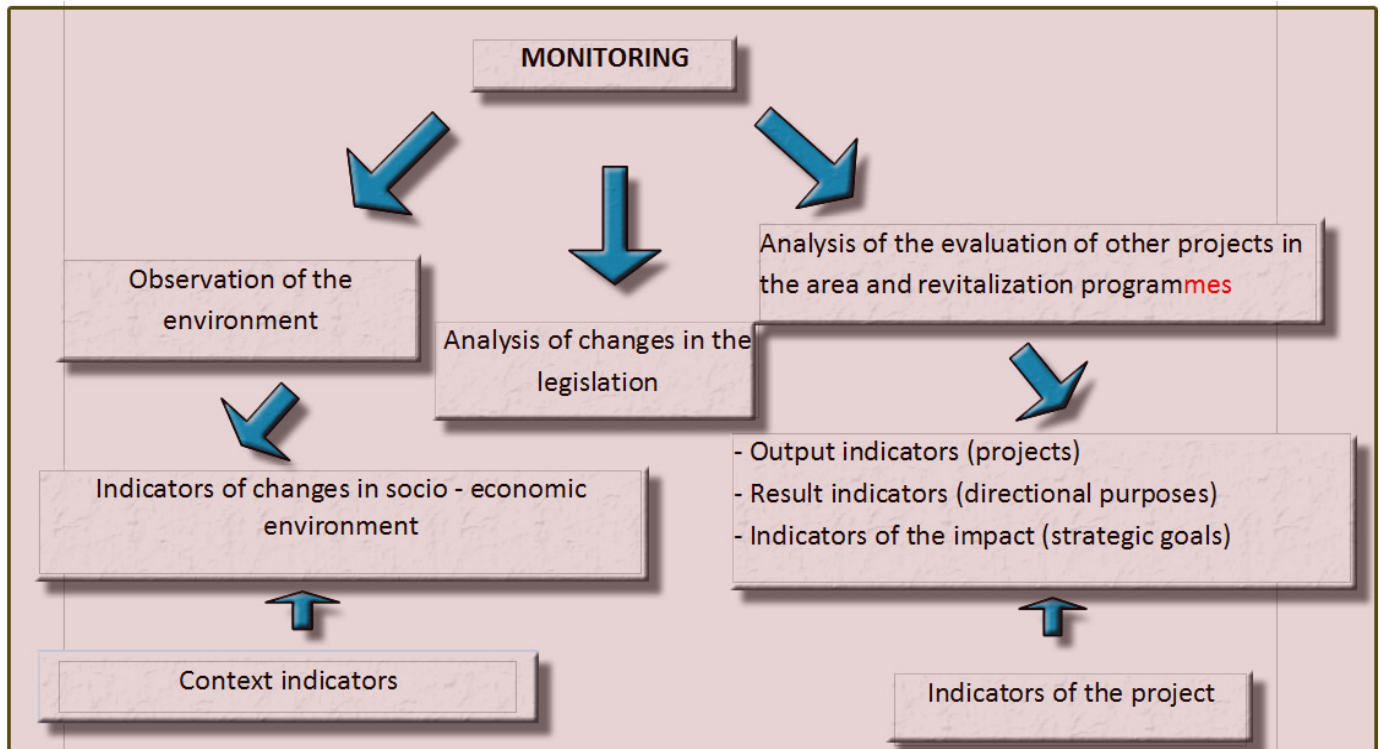 MONITORING
Observation of the
environment
Analysis of changes in the
legislation
Analysis of the evaluation of other projects in
the area and revitalization programmes
Indicators of changes in socio - economic
environment
- Output indicators (projects)
- Result indicators (directional purposes)
- Indicators of the impact (strategic goals)
Context indicators
Indicators of the project